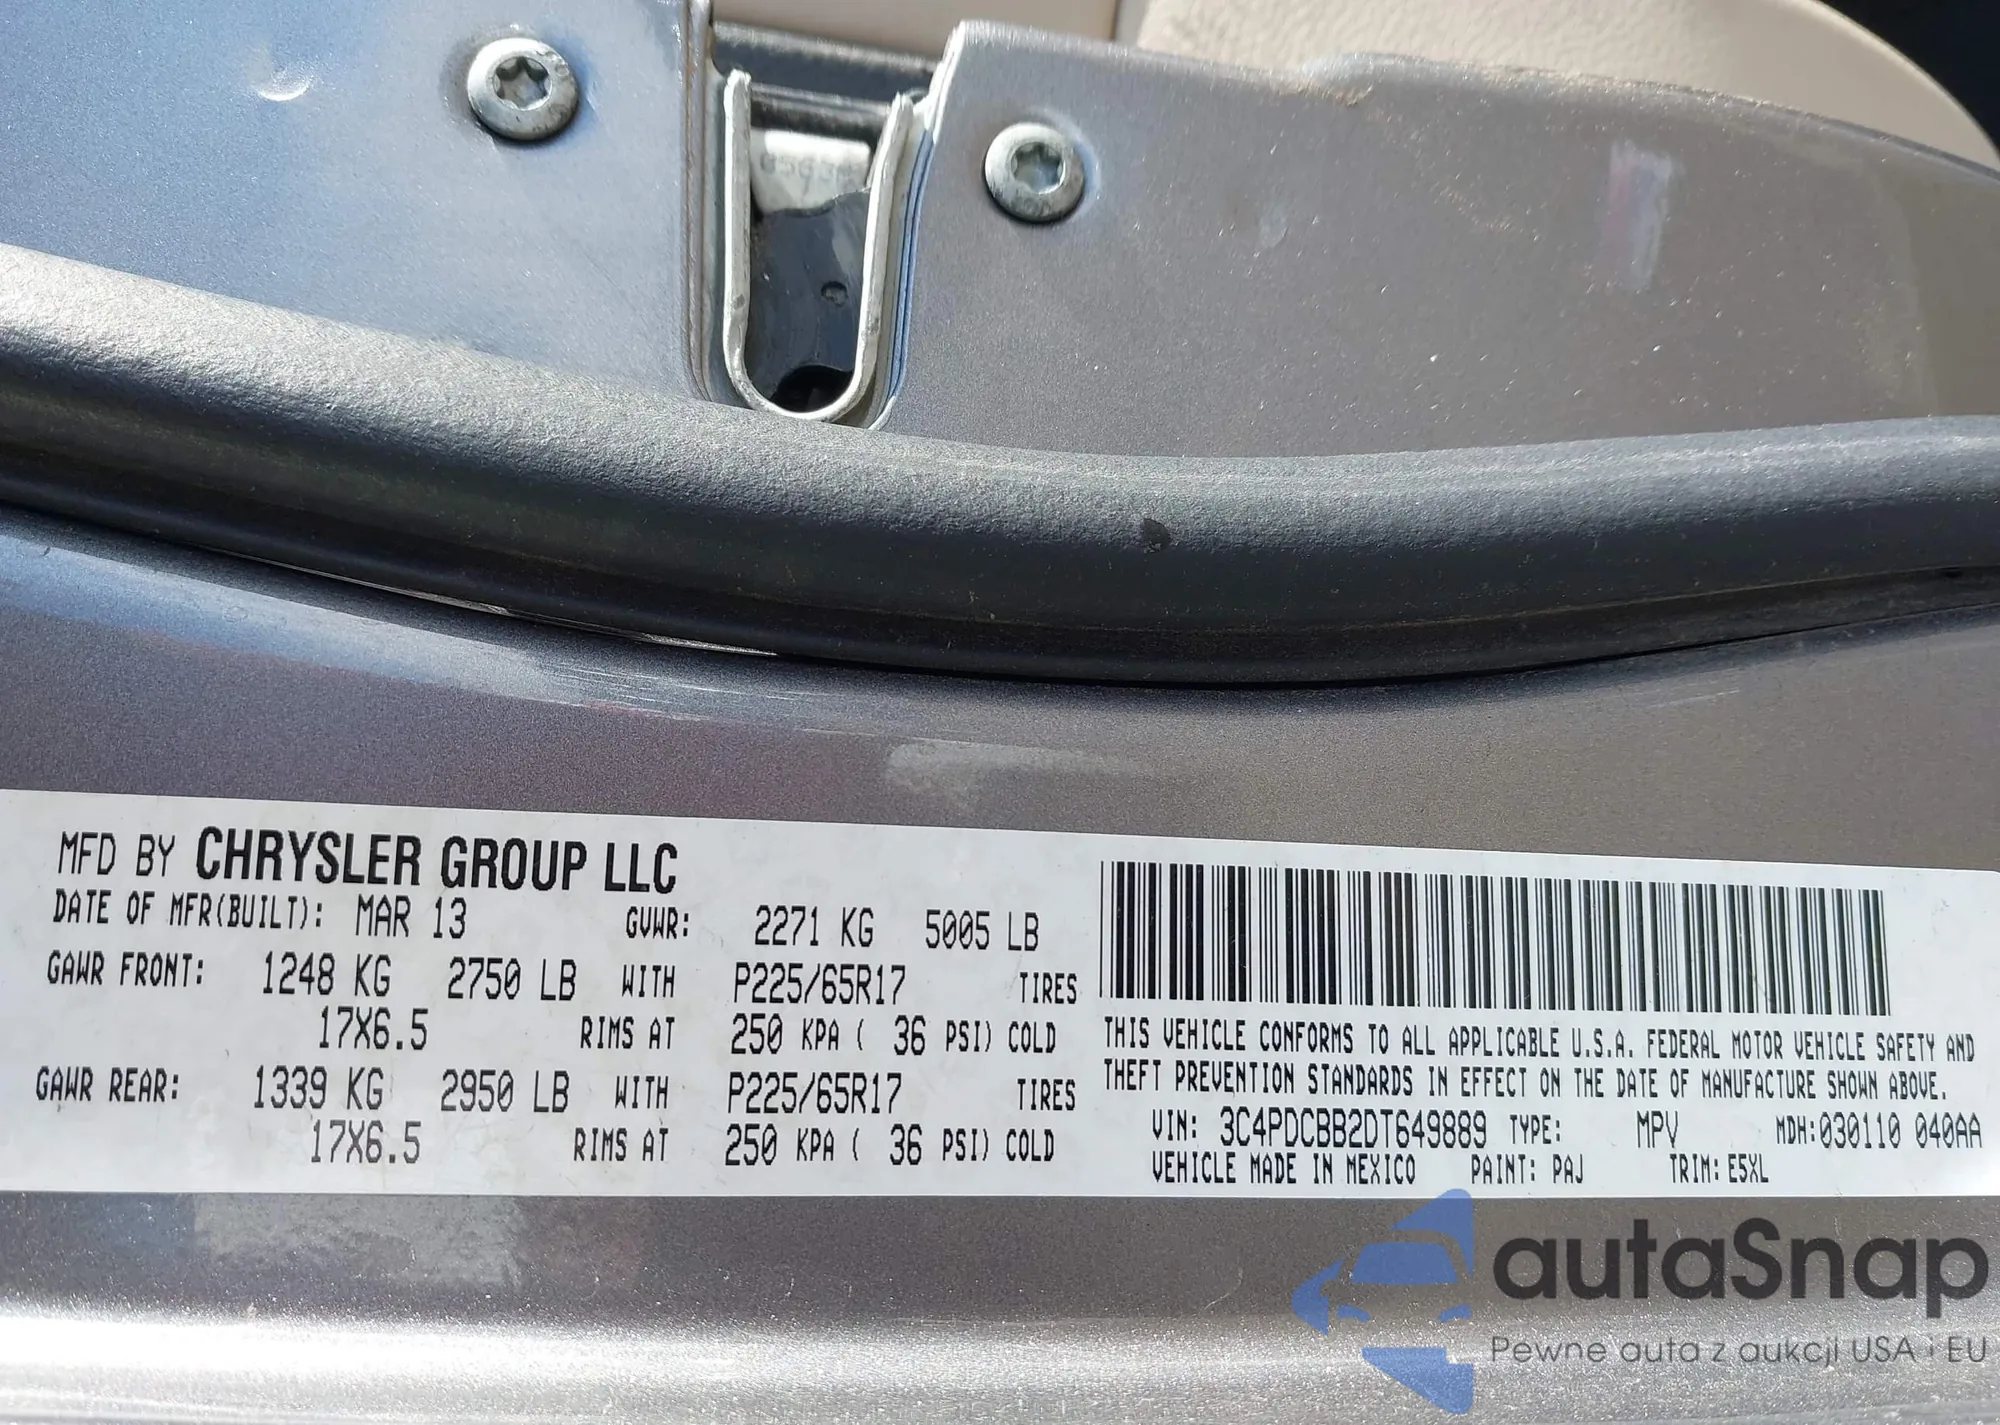 MFD BY CHRYSLER GROUP LLC
DATE OF MFR(BUILT): MAR 13 GVWR: 2271 KG 5005 LB
GAWR FRONT: 1248 KG 2750 LB WITH P225/65R17 TIRES
17X6.5 RIMS AT 250 KPA ( 36 PSI) COLD
GAWR REAR: 1339 KG 2950 LB WITH P225/65R17 TIRES
17X6.5 RIMS AT 250 KPA ( 36 PSI) COLD
THIS VEHICLE CONFORMS TO ALL APPLICABLE U.S.A. FEDERAL MOTOR VEHICLE SAFETY AND
THEFT PREVENTION STANDARDS IN EFFECT ON THE DATE OF MANUFACTURE SHOWN ABOVE.
VIN: 3C4PDCBB2DT649889 TYPE: MPV MDH:030110 040AA
VEHICLE MADE IN MEXICO PAINT: PAJ TRIM: E5XL
autaSnap
Pewne auta z aukcji USA i EU